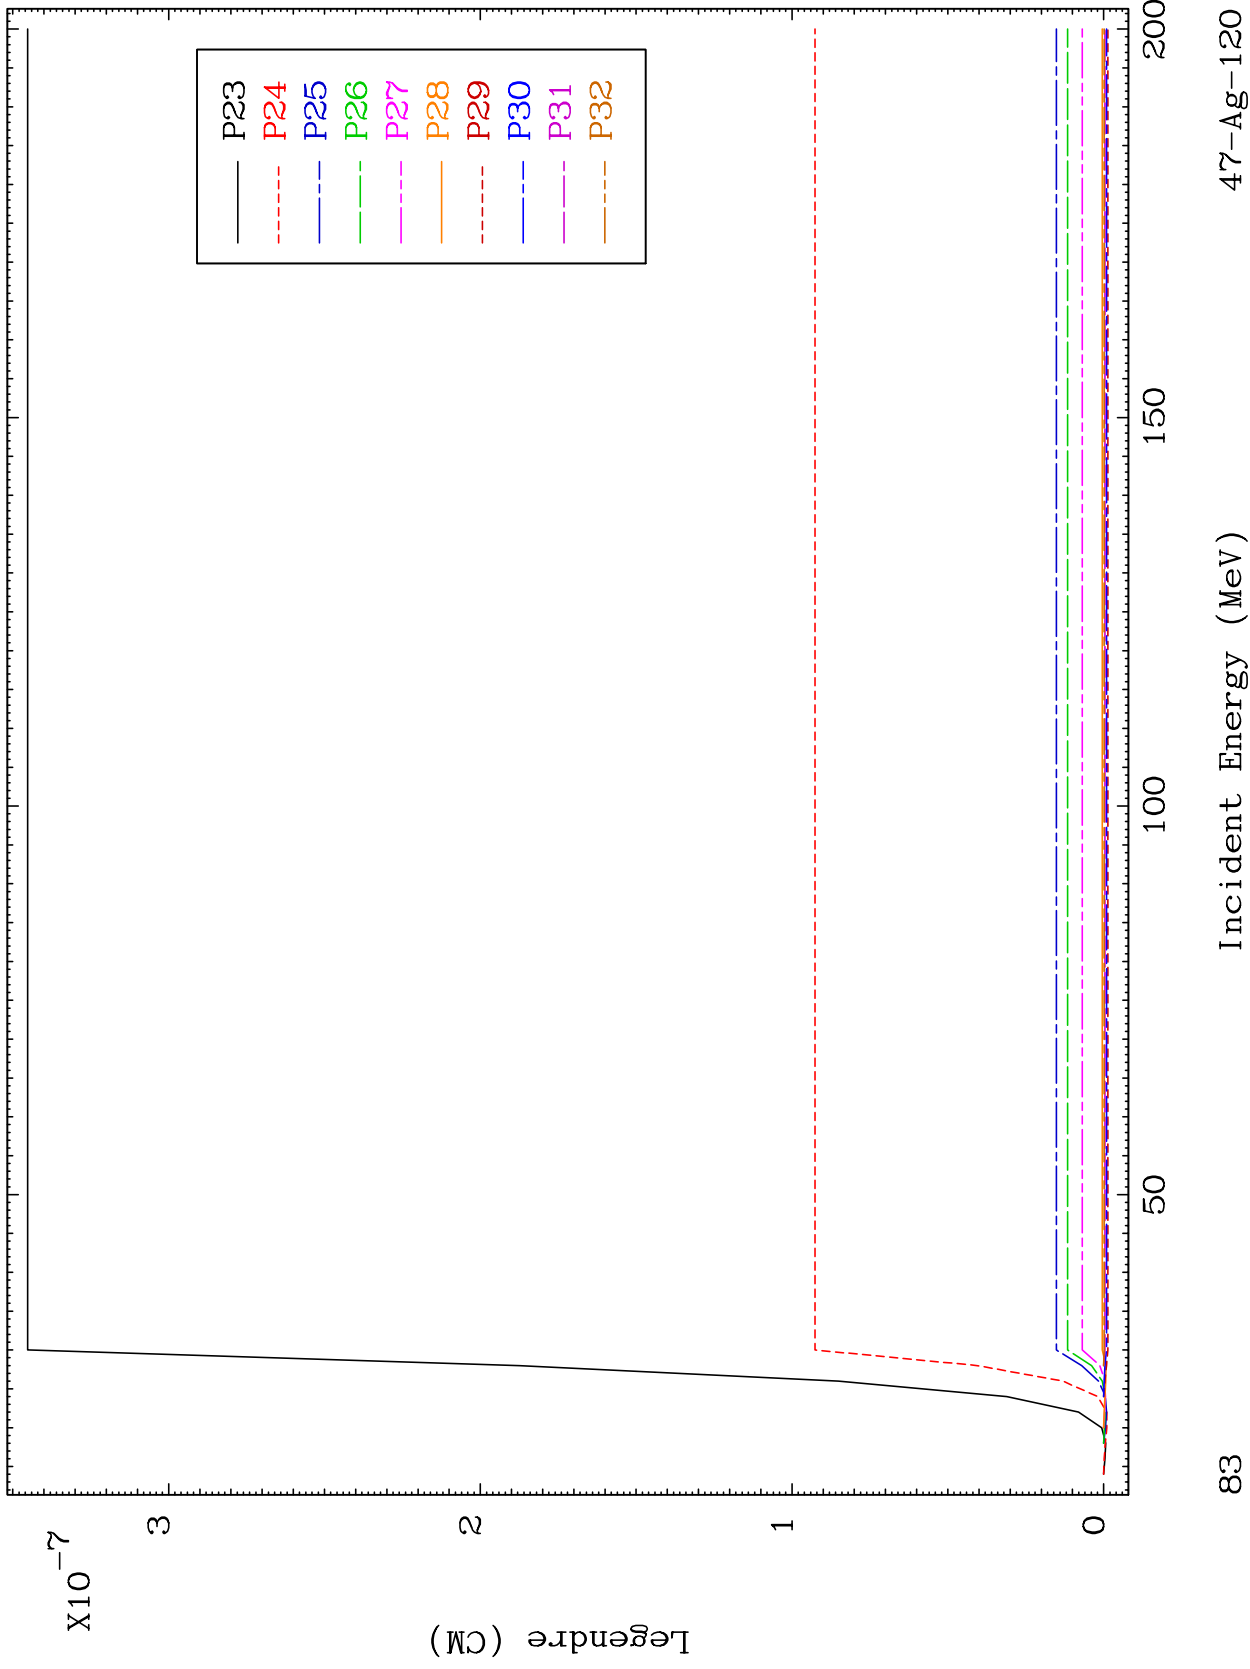 X10-7
3
2
1
0
Legendre (CM)
P23
P24
P25
P26
P27
P28
P29
P30
P31
P32
50
100
150
200
Incident Energy (MeV)
83
47-Ag-120